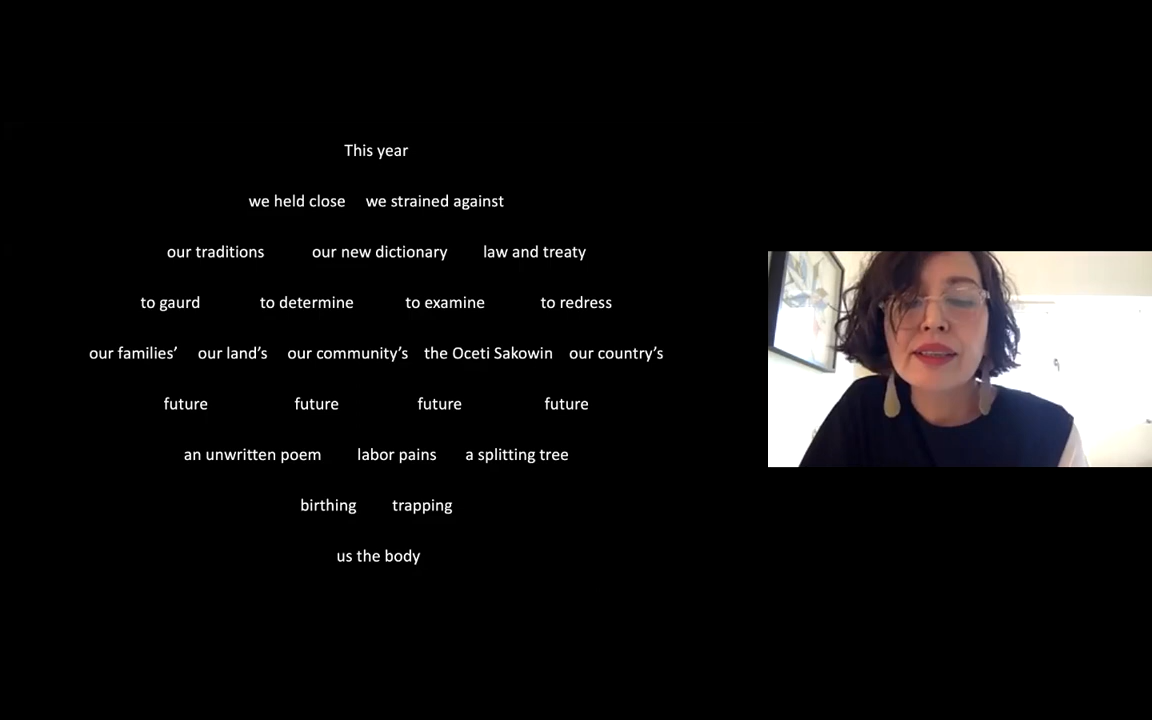 This year
we held close we strained against
our traditions our new dictionary law and treaty
to gaurd to determine to examine to redress
our families’ our land’s our community’s the Oceti Sakowin our country’s
future future future future
an unwritten poem labor pains a splitting tree
birthing trapping
us the body